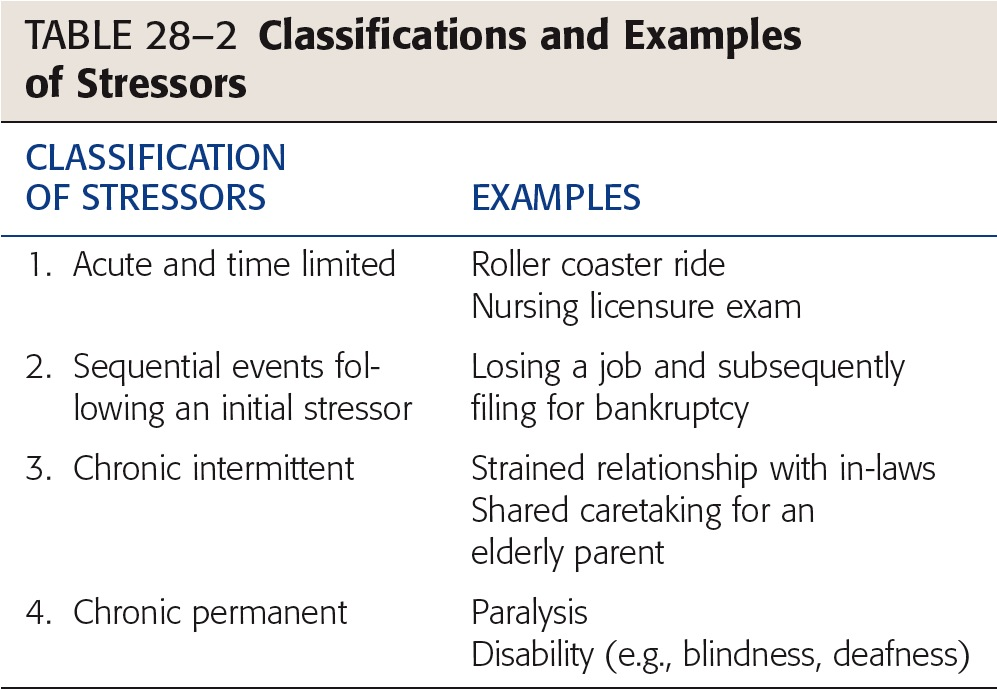 TABLE 28–2 Classifications and Examples
of Stressors
CLASSIFICATION
OF STRESSORS
EXAMPLES
1. Acute and time limited
Roller coaster ride
Nursing licensure exam
2. Sequential events fol-
lowing an initial stressor
Losing a job and subsequently
filing for bankruptcy
3. Chronic intermittent
Strained relationship with in-laws
Shared caretaking for an
elderly parent
4. Chronic permanent
Paralysis
Disability (e.g., blindness, deafness)